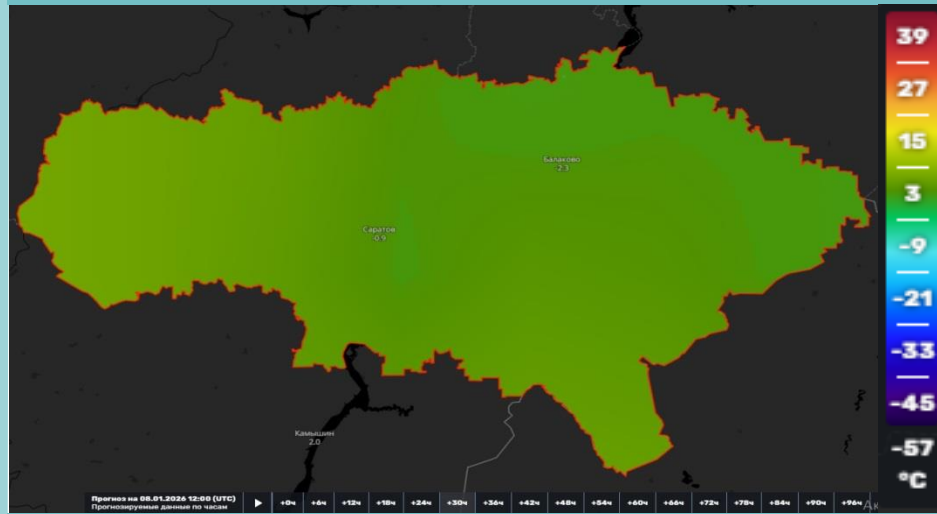 Балаково
-2.3
Саратов
0.9
Камышин
2.0
39
27
15
3
-9
-21
-33
-45
-57
°C
Прогноз на 08.01.2026 12:00 (UTC)
Прогнозируемые данные по часам
+0ч +6ч +12ч +18ч +24ч +30ч +36ч +42ч +48ч +54ч +60ч +66ч +72ч +78ч +84ч +90ч +96ч